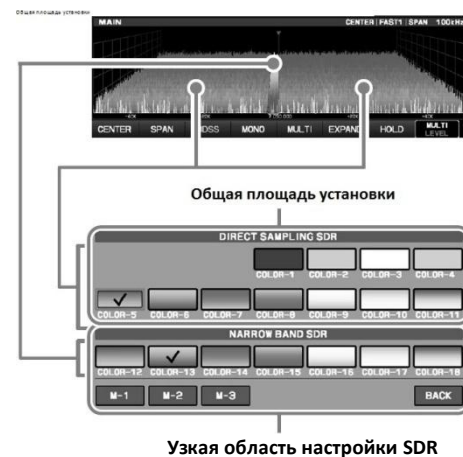 Общая площадь установки
MAIN CENTER FAST1 SPAN 100kHz
CENTER SPAN 3DSS MONO MULTI EXPAND HOLD MULTI
LEVEL
Общая площадь установки
DIRECT SAMPLING SDR
COLOR-1 COLOR-2 COLOR-3 COLOR-4
COLOR-5 COLOR-6 COLOR-7 COLOR-8 COLOR-9 COLOR-10 COLOR-11
NARROW BAND SDR
COLOR-12 COLOR-13 COLOR-14 COLOR-15 COLOR-16 COLOR-17 COLOR-18
M-1 M-2 M-3 BACK
Узкая область настройки SDR